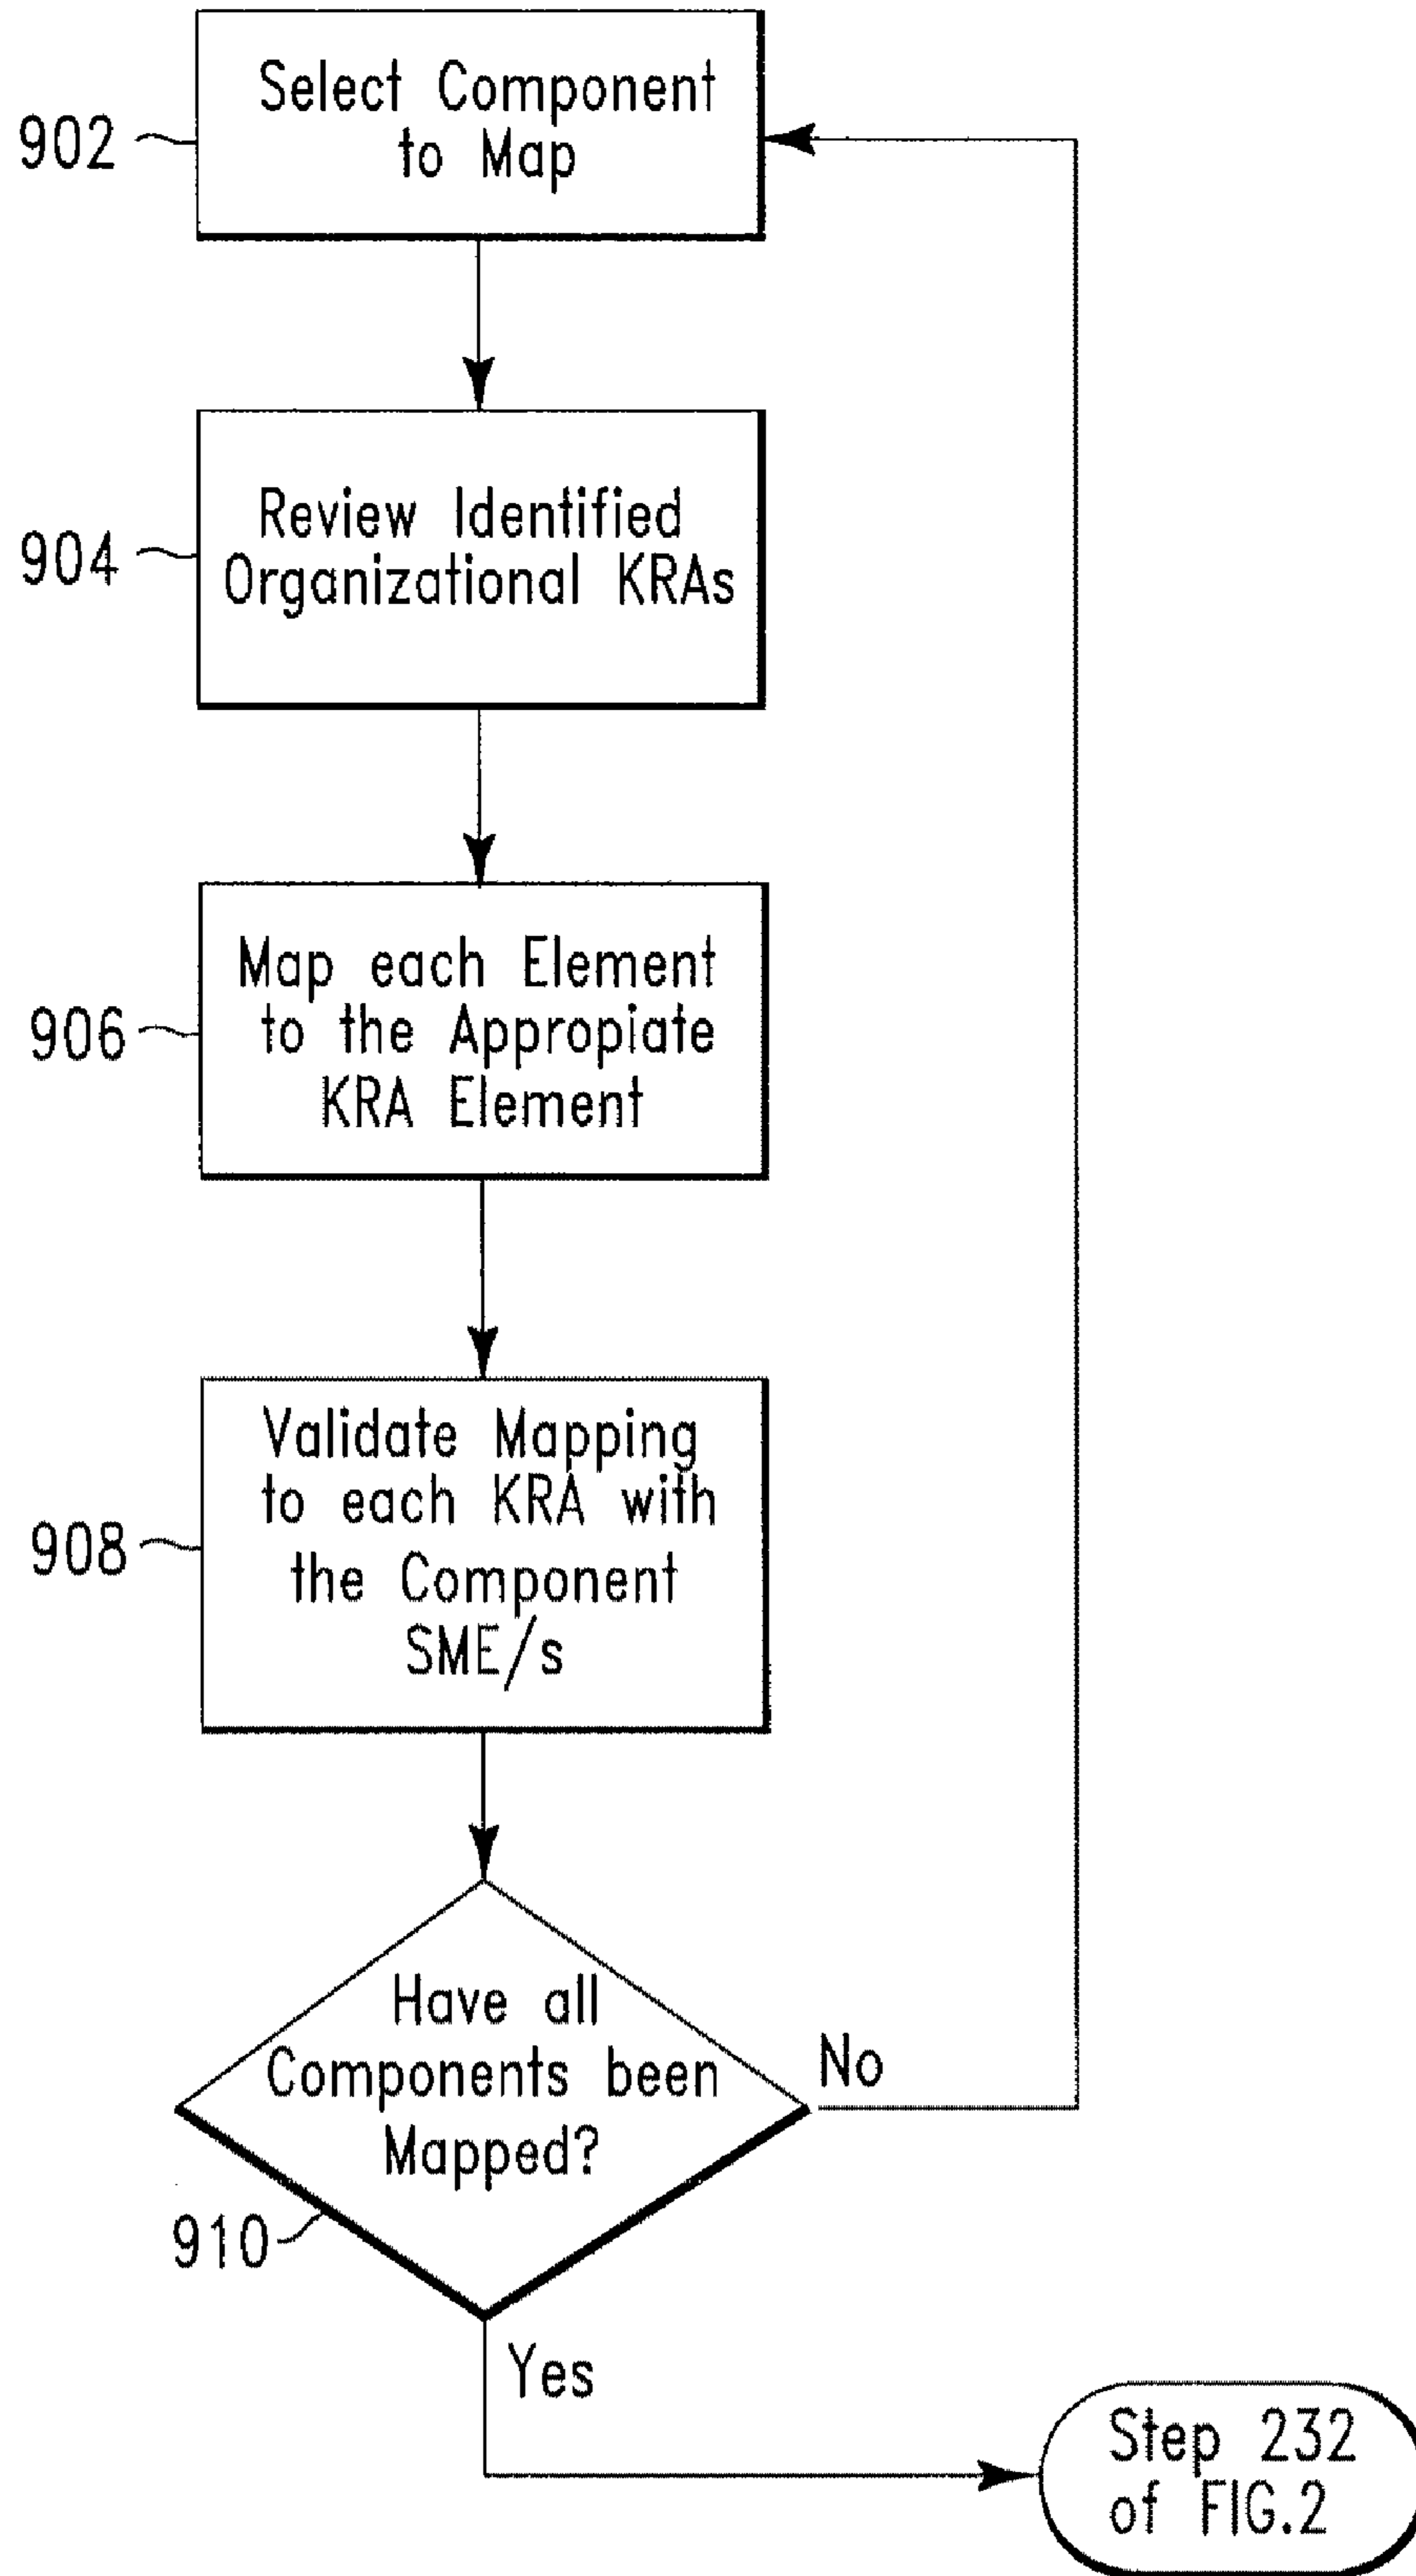 Select Component
to Map
902
Review Identified
Organizational KRAs
904
Map each Element
to the Appropiate
KRA Element
906
Validate Mapping
to each KRA with
the Component
SME/s
908
Have all
Components been
Mapped?
No
910
Yes
Step 232
of FIG.2